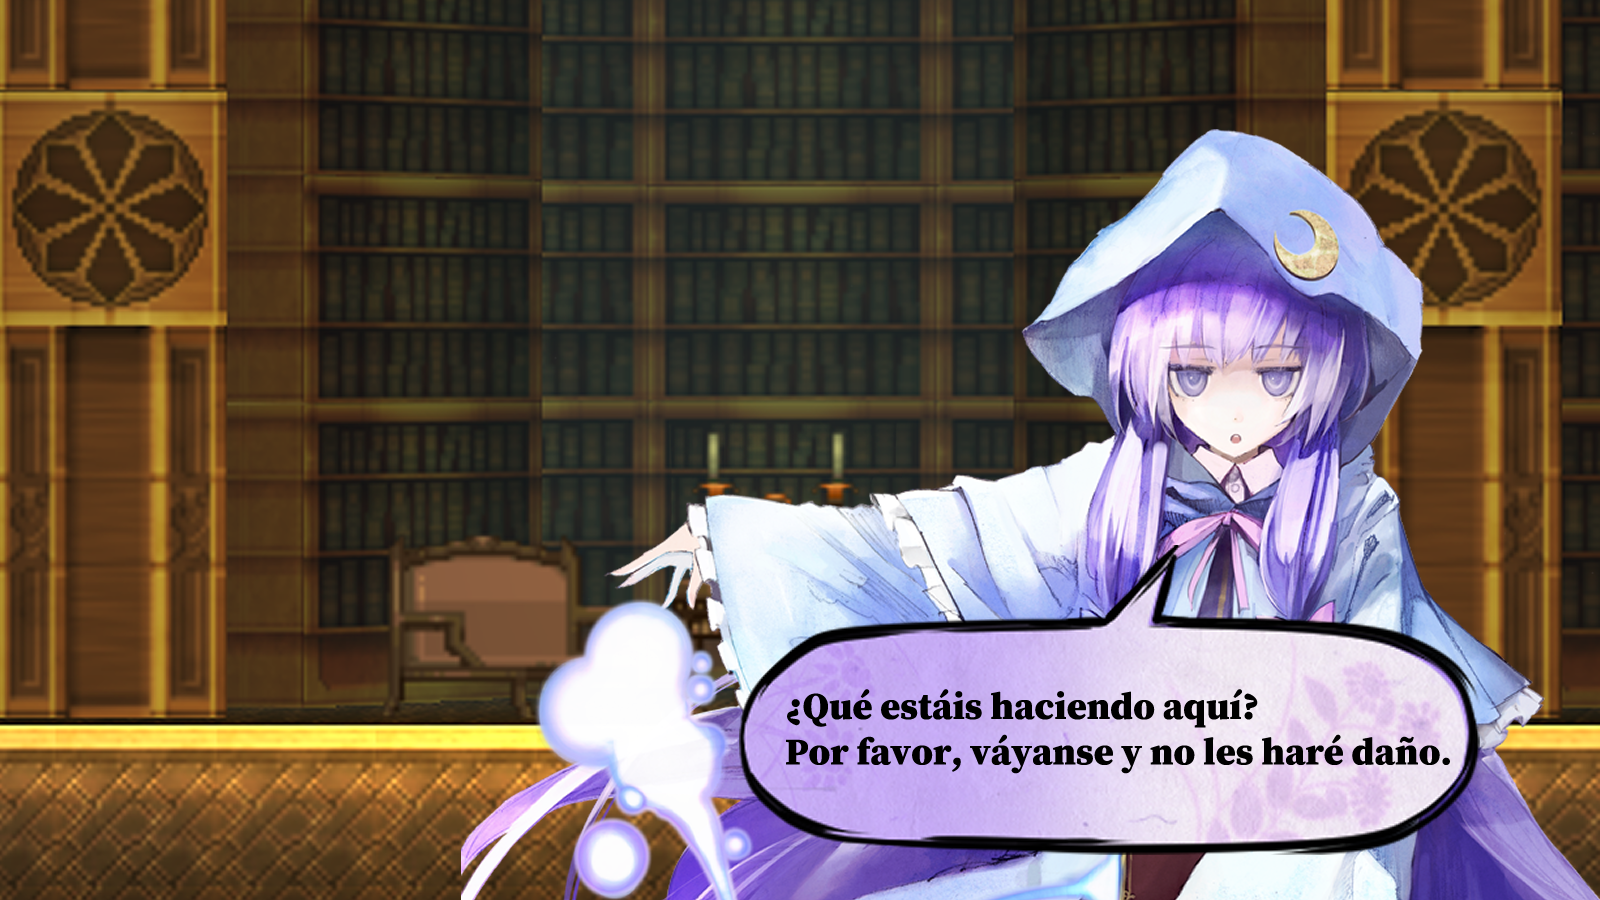 ¿Qué estáis haciendo aquí?
Por favor, váyanse y no les haré daño.